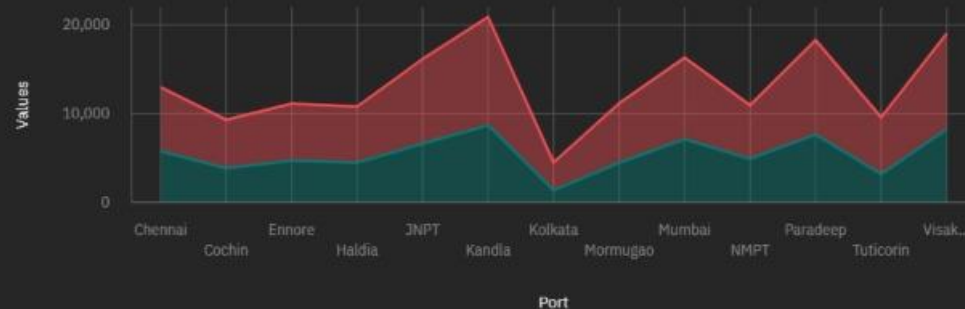 20,000
Values
10,000
0
Chennai Ennore JNPT Kolkata Mumbai Paradeep Visak..
Cochin Haldia Kandla Mormugao NMPT Tuticorin
Port